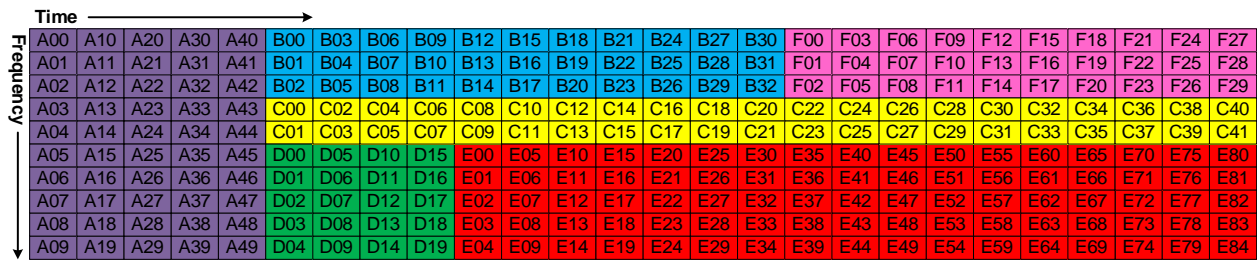 Time
Frequency
A00 A10 A20 A30 A40 B00 B03 B06 B09 B12 B15 B18 B21 B24 B27 B30 F00 F03 F06 F09 F12 F15 F18 F21 F24 F27
A01 A11 A21 A31 A41 B01 B04 B07 B10 B13 B16 B19 B22 B25 B28 B31 F01 F04 F07 F10 F13 F16 F19 F22 F25 F28
A02 A12 A22 A32 A42 B02 B05 B08 B11 B14 B17 B20 B23 B26 B29 B32 F02 F05 F08 F11 F14 F17 F20 F23 F26 F29
A03 A13 A23 A33 A43 C00 C02 C04 C06 C08 C10 C12 C14 C16 C18 C20 C22 C24 C26 C28 C30 C32 C34 C36 C38 C40
A04 A14 A24 A34 A44 C01 C03 C05 C07 C09 C11 C13 C15 C17 C19 C21 C23 C25 C27 C29 C31 C33 C35 C37 C39 C41
A05 A15 A25 A35 A45 D00 D05 D10 D15 E00 E05 E10 E15 E20 E25 E30 E35 E40 E45 E50 E55 E60 E65 E70 E75 E80
A06 A16 A26 A36 A46 D01 D06 D11 D16 E01 E06 E11 E16 E21 E26 E31 E36 E41 E46 E51 E56 E61 E66 E71 E76 E81
A07 A17 A27 A37 A47 D02 D07 D12 D17 E02 E07 E12 E17 E22 E27 E32 E37 E42 E47 E52 E57 E62 E67 E72 E77 E82
A08 A18 A28 A38 A48 D03 D08 D13 D18 E03 E08 E13 E18 E23 E28 E33 E38 E43 E48 E53 E58 E63 E68 E73 E78 E83
A09 A19 A29 A39 A49 D04 D09 D14 D19 E04 E09 E14 E19 E24 E29 E34 E39 E44 E49 E54 E59 E64 E69 E74 E79 E84